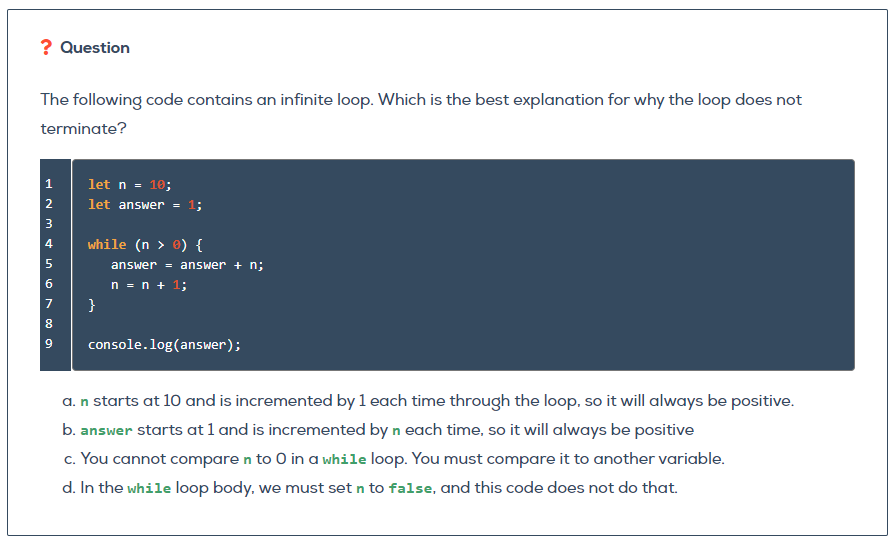 ? Question
The following code contains an infinite loop. Which is the best explanation for why the loop does not
terminate?
1 let n = 10;
2 let answer = 1;
3
4 while (n > 0) {
5    answer = answer + n;
6    n = n + 1;
7 }
8
9 console.log(answer);
a. n starts at 10 and is incremented by 1 each time through the loop, so it will always be positive.
b. answer starts at 1 and is incremented by n each time, so it will always be positive
c. You cannot compare n to 0 in a while loop. You must compare it to another variable.
d. In the while loop body, we must set n to false, and this code does not do that.